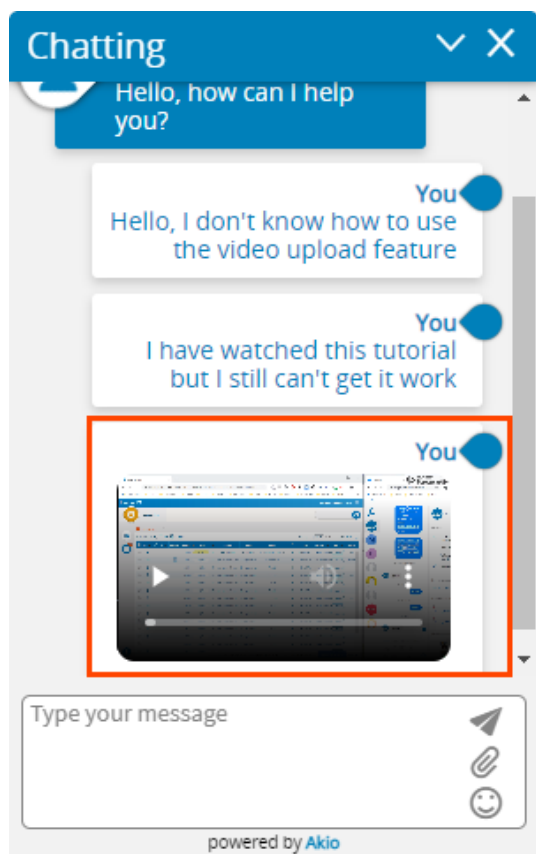 Chatting
Hello, how can I help
you?
You
Hello, I don't know how to use
the video upload feature
You
I have watched this tutorial
but I still can't get it work
You
Type your message
powered by Akio